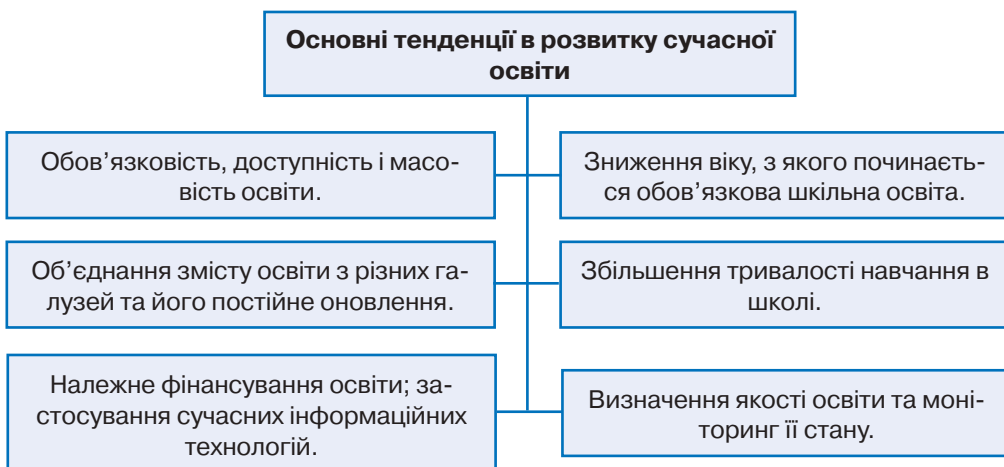 Основні тенденції в розвитку сучасної
освіти
Обов’язковість, доступність і масо-
вість освіти.
Зниження віку, з якого починаєть-
ся обов’язкова шкільна освіта.
Об’єднання змісту освіти з різних га-
лузей та його постійне оновлення.
Збільшення тривалості навчання в
школі.
Належне фінансування освіти; за-
стосування сучасних інформаційних
технологій.
Визначення якості освіти та моні-
торинг її стану.